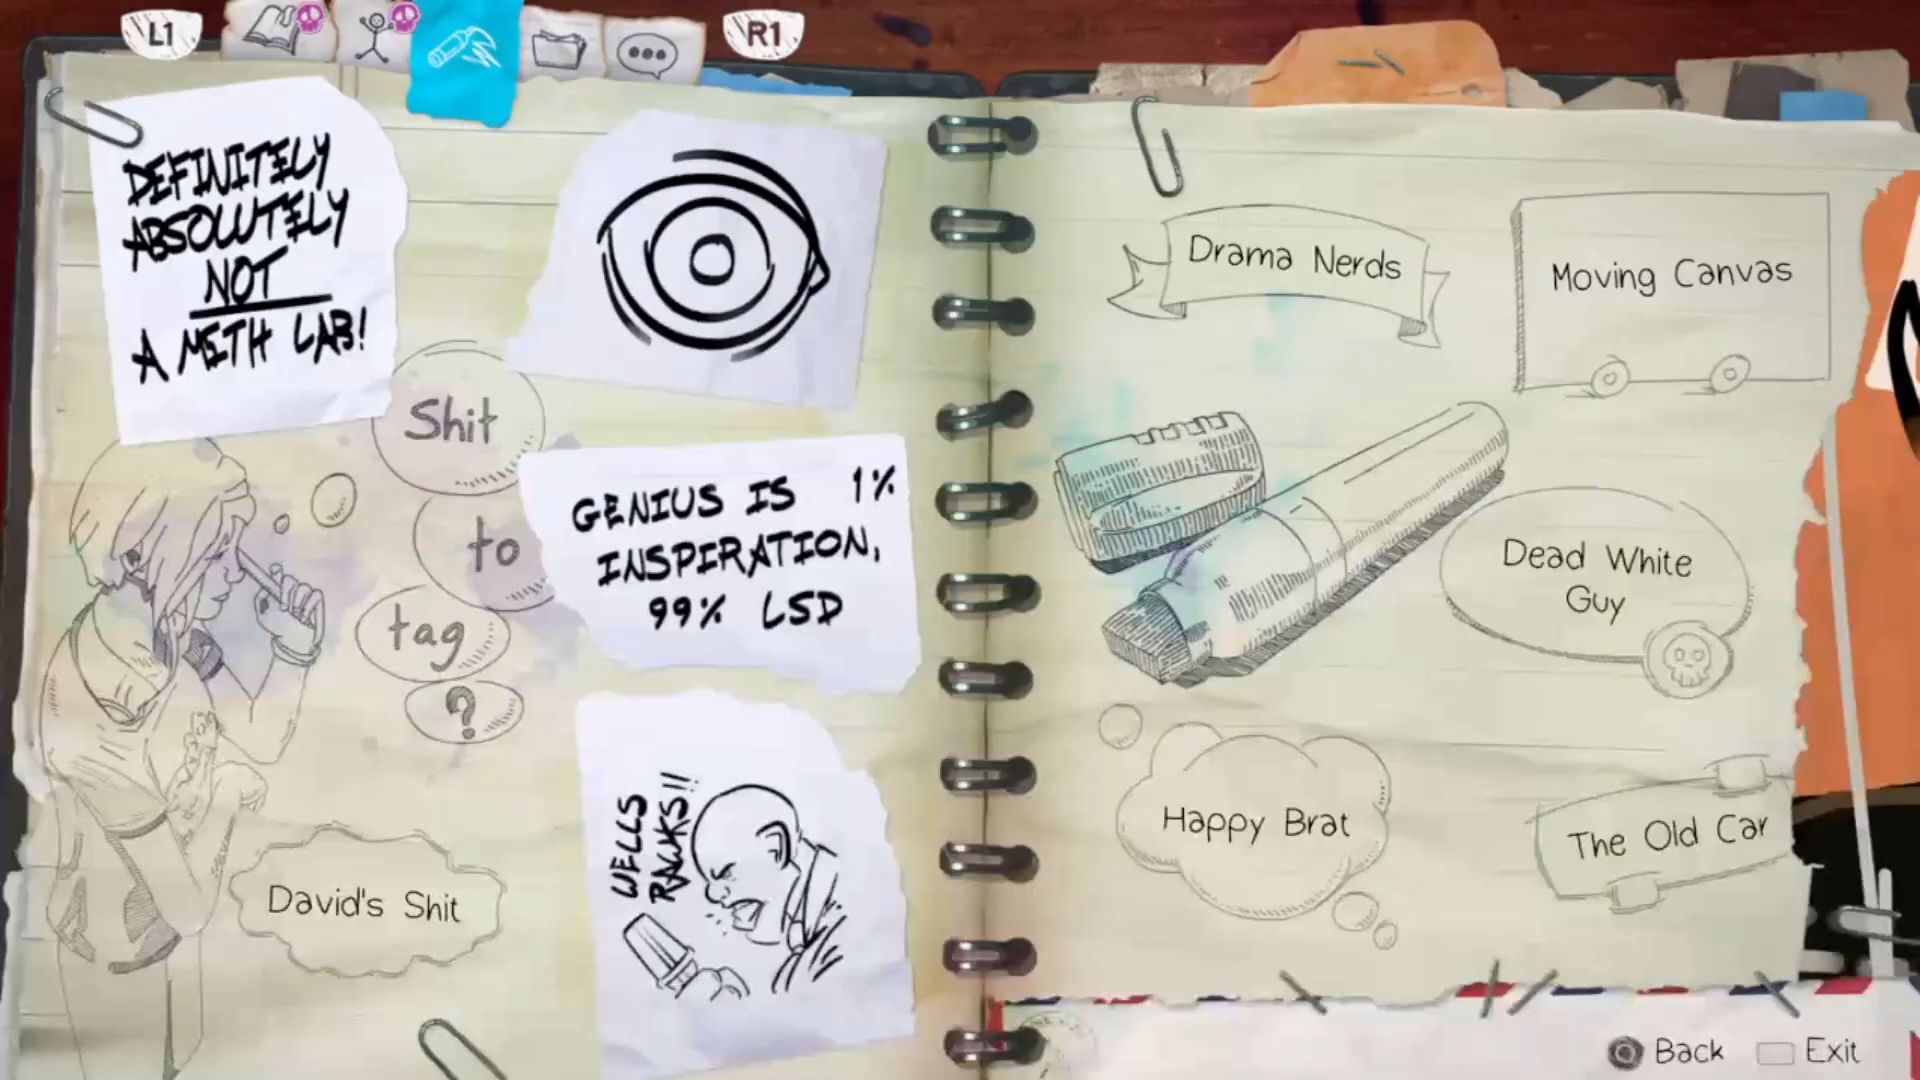 L1
R1
DEFINITELY
ABSOLUTELY
NOT
A METH LAB!
Shit
to
tag
?
GENIUS IS 1%
INSPIRATION,
99% LSD
WELLS
RAWKS!!
David's Shit
Drama Nerds
Moving Canvas
Dead White
Guy
Happy Brat
The Old Car
Back
Exit